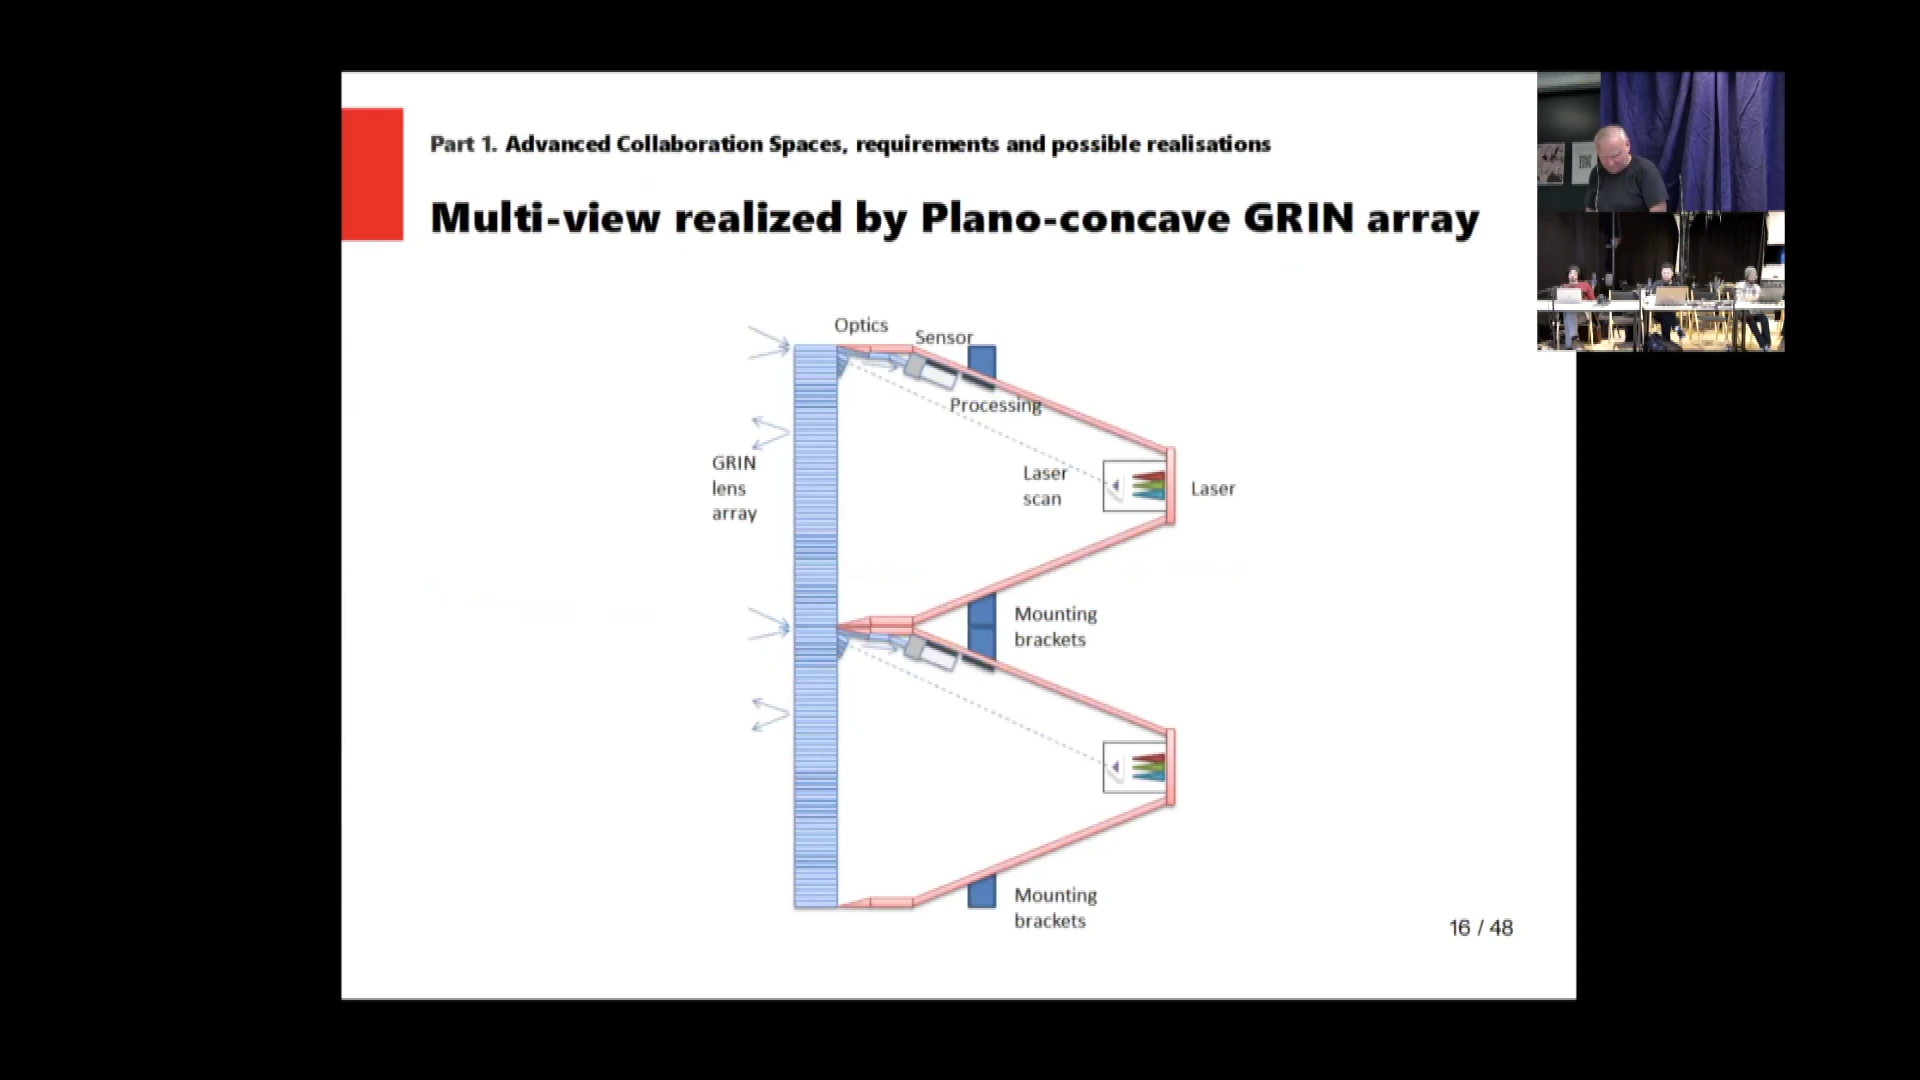 Part 1. Advanced Collaboration Spaces, requirements and possible realisations
Multi-view realized by Plano-concave GRIN array
Optics
Sensor
Processing
GRIN
lens
array
Laser
scan
Laser
Mounting
brackets
Mounting
brackets
16 / 48